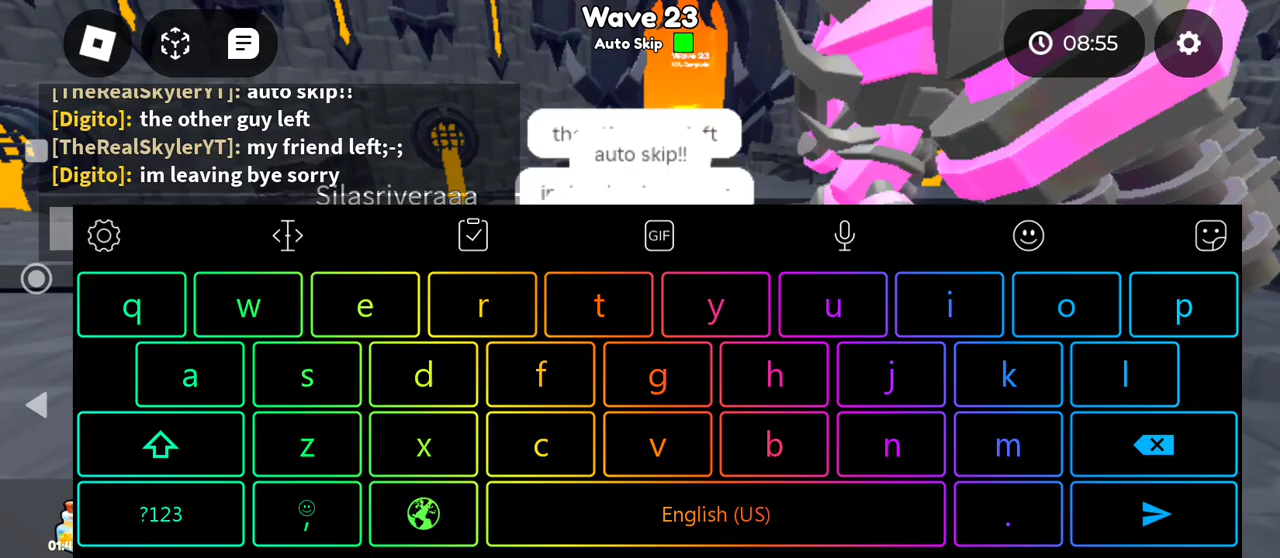 Wave 23
Auto Skip
08:55
[TheRealSkylerYT]: auto skip!!
[Digito]: the other guy left
[TheRealSkylerYT]: my friend left;-;
[Digito]: im leaving bye sorry
auto skip!!
Silasriveraaa
GIF
q w e r t y u i o p
a s d f g h j k l
z x c v b n m
?123 , English (US) .